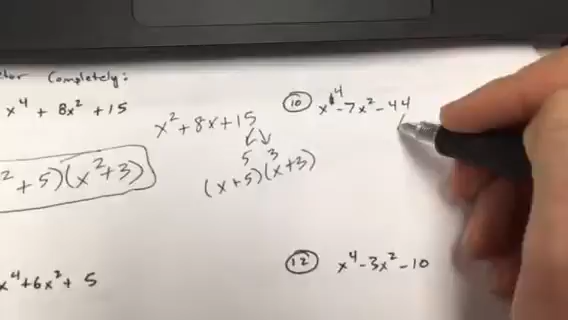 Completely:
x⁴ + 8x² + 15
x² + 8x + 15
5 3
(x+5)(x+3)
² + 5)(x² + 3)
10 x⁴ - 7x² - 44
x⁴ + 6x² + 5
12 x⁴ - 3x² - 10